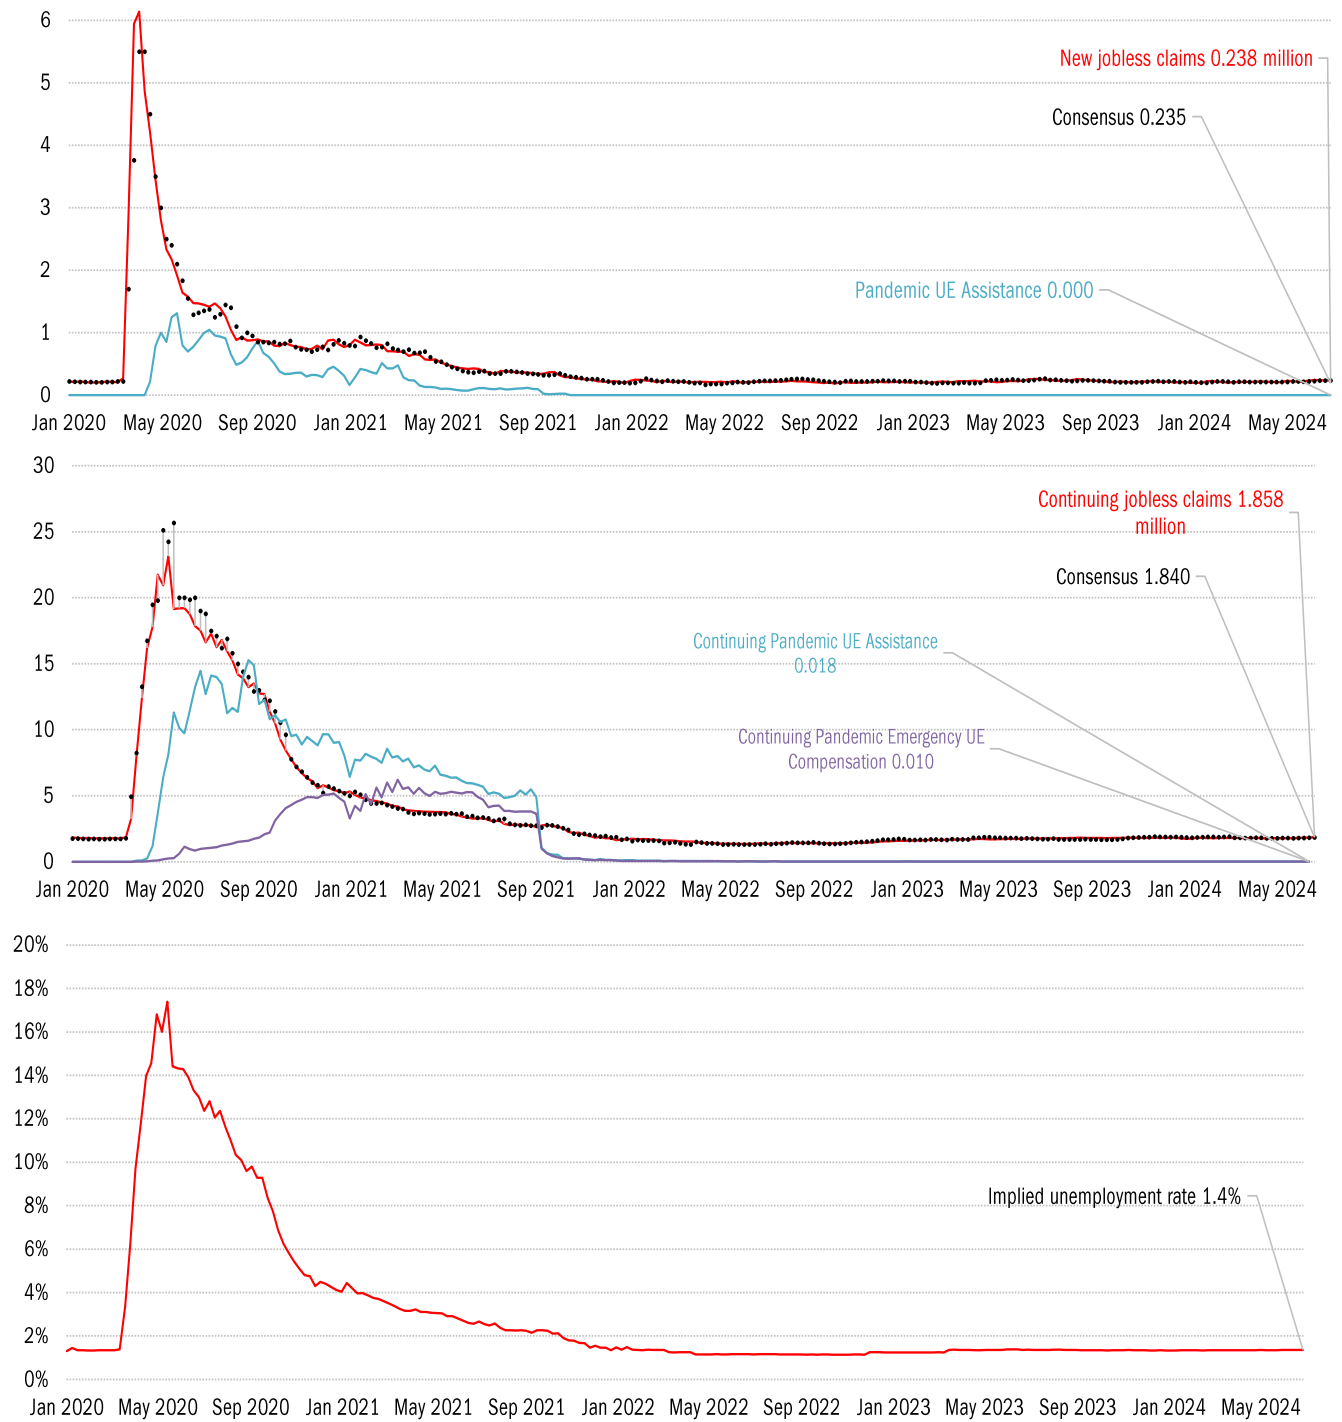 6
New jobless claims 0.238 million
5
Consensus 0.235
4
3
2
Pandemic UE Assistance 0.000
1
0
Jan 2020 May 2020 Sep 2020 Jan 2021 May 2021 Sep 2021 Jan 2022 May 2022 Sep 2022 Jan 2023 May 2023 Sep 2023 Jan 2024 May 2024
30
Continuing jobless claims 1.858
million
25
Consensus 1.840
20
Continuing Pandemic UE Assistance
0.018
15
Continuing Pandemic Emergency UE
Compensation 0.010
10
5
0
Jan 2020 May 2020 Sep 2020 Jan 2021 May 2021 Sep 2021 Jan 2022 May 2022 Sep 2022 Jan 2023 May 2023 Sep 2023 Jan 2024 May 2024
20%
18%
16%
14%
12%
10%
Implied unemployment rate 1.4%
8%
6%
4%
2%
0%
Jan 2020 May 2020 Sep 2020 Jan 2021 May 2021 Sep 2021 Jan 2022 May 2022 Sep 2022 Jan 2023 May 2023 Sep 2023 Jan 2024 May 2024